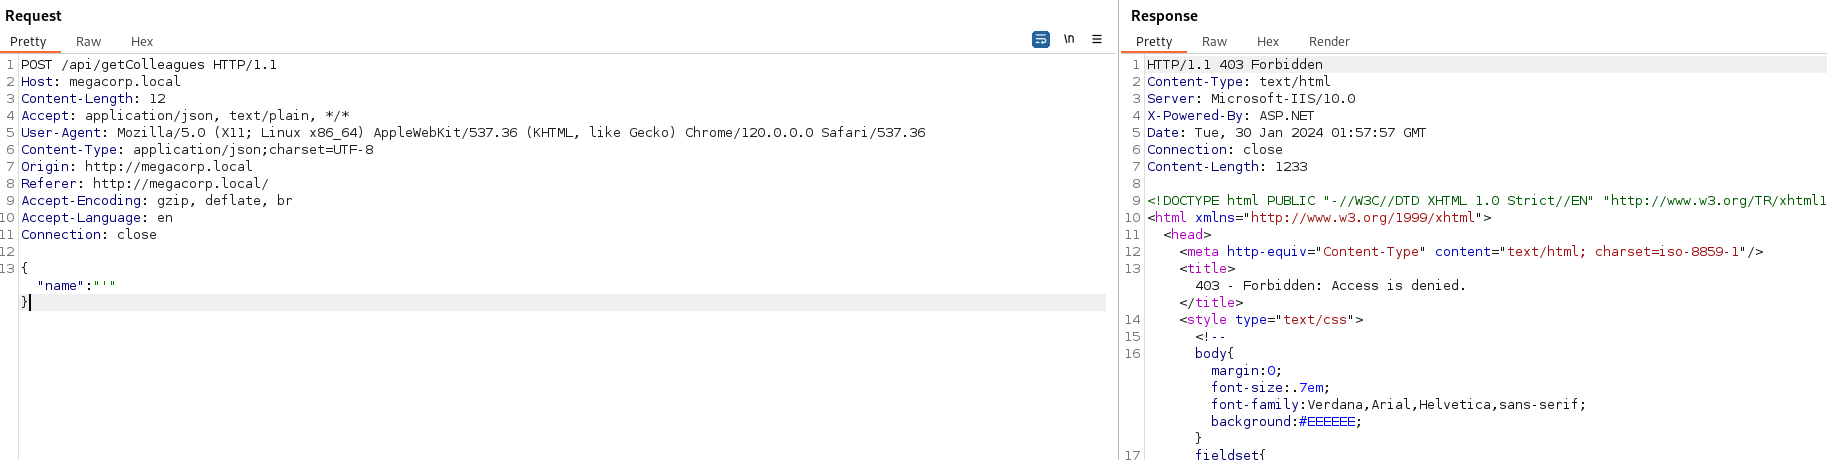 Request
Pretty Raw Hex \n
1 POST /api/getColleagues HTTP/1.1
2 Host: megacorp.local
3 Content-Length: 12
4 Accept: application/json, text/plain, */*
5 User-Agent: Mozilla/5.0 (X11; Linux x86_64) AppleWebKit/537.36 (KHTML, like Gecko) Chrome/120.0.0.0 Safari/537.36
6 Content-Type: application/json;charset=UTF-8
7 Origin: http://megacorp.local
8 Referer: http://megacorp.local/
9 Accept-Encoding: gzip, deflate, br
10 Accept-Language: en
11 Connection: close
12
13 {
"name":"'"
}
Response
Pretty Raw Hex Render
1 HTTP/1.1 403 Forbidden
2 Content-Type: text/html
3 Server: Microsoft-IIS/10.0
4 X-Powered-By: ASP.NET
5 Date: Tue, 30 Jan 2024 01:57:57 GMT
6 Connection: close
7 Content-Length: 1233
8
9 <!DOCTYPE html PUBLIC "-//W3C//DTD XHTML 1.0 Strict//EN" "http://www.w3.org/TR/xhtml1
10 <html xmlns="http://www.w3.org/1999/xhtml">
11 <head>
12 <meta http-equiv="Content-Type" content="text/html; charset=iso-8859-1"/>
13 <title>
403 - Forbidden: Access is denied.
</title>
14 <style type="text/css">
15 <!--
16 body{
margin:0;
font-size:.7em;
font-family:Verdana,Arial,Helvetica,sans-serif;
background:#EEEEEE;
}
17 fieldset{